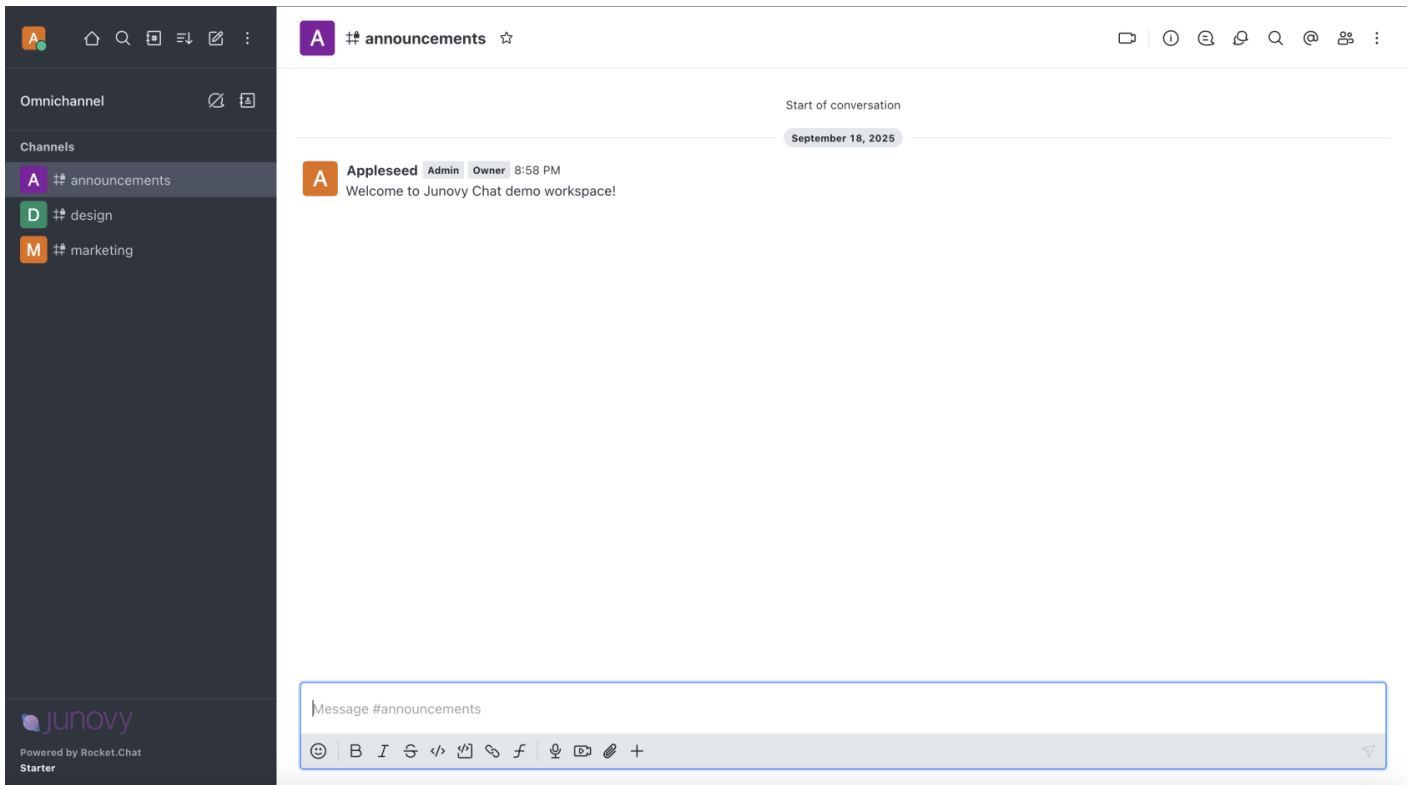 A
Omnichannel
Channels
A announcements
D design
M marketing
junovy
Powered by Rocket.Chat
Starter
A announcements
Start of conversation
September 18, 2025
A
Appleseed Admin Owner 8:58 PM
Welcome to Junovy Chat demo workspace!
Message #announcements
B I S </> f